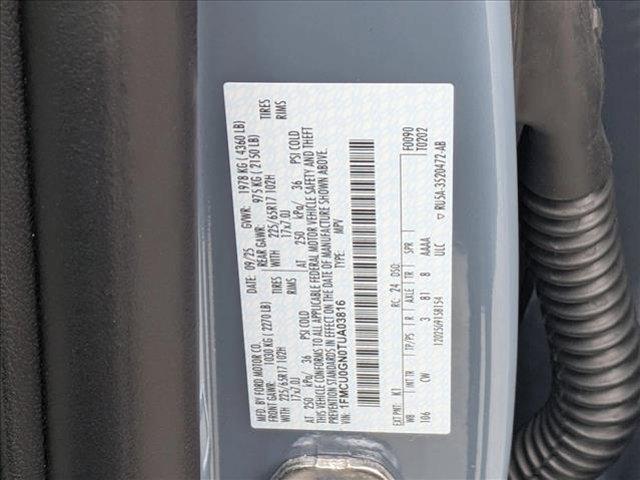 MFD. BY FORD MOTOR CO.
DATE: 09/25 GVWR: 1978 KG ( 4360 LB)
FRONT GAWR: 1030 KG ( 2270 LB) REAR GAWR: 975 KG ( 2150 LB)
WITH 225/65R17 102H TIRES WITH 225/65R17 102H TIRES
17x7.0J RIMS 17x7.0J RIMS
AT 250 kPa/ 36 PSI COLD AT 250 kPa/ 36 PSI COLD
THIS VEHICLE CONFORMS TO ALL APPLICABLE FEDERAL MOTOR VEHICLE SAFETY AND THEFT
PREVENTION STANDARDS IN EFFECT ON THE DATE OF MANUFACTURE SHOWN ABOVE.
VIN: 1FMCU0GN0TUA03816 TYPE: MPV
F0090
T0202
EXT PNT: K1 RC: 24 DSO:
WB INT TR TP/PS R AXLE TR SPR
106 CW 3 81 8 AAAA
ULC
▽ RU5A-3520472-AB